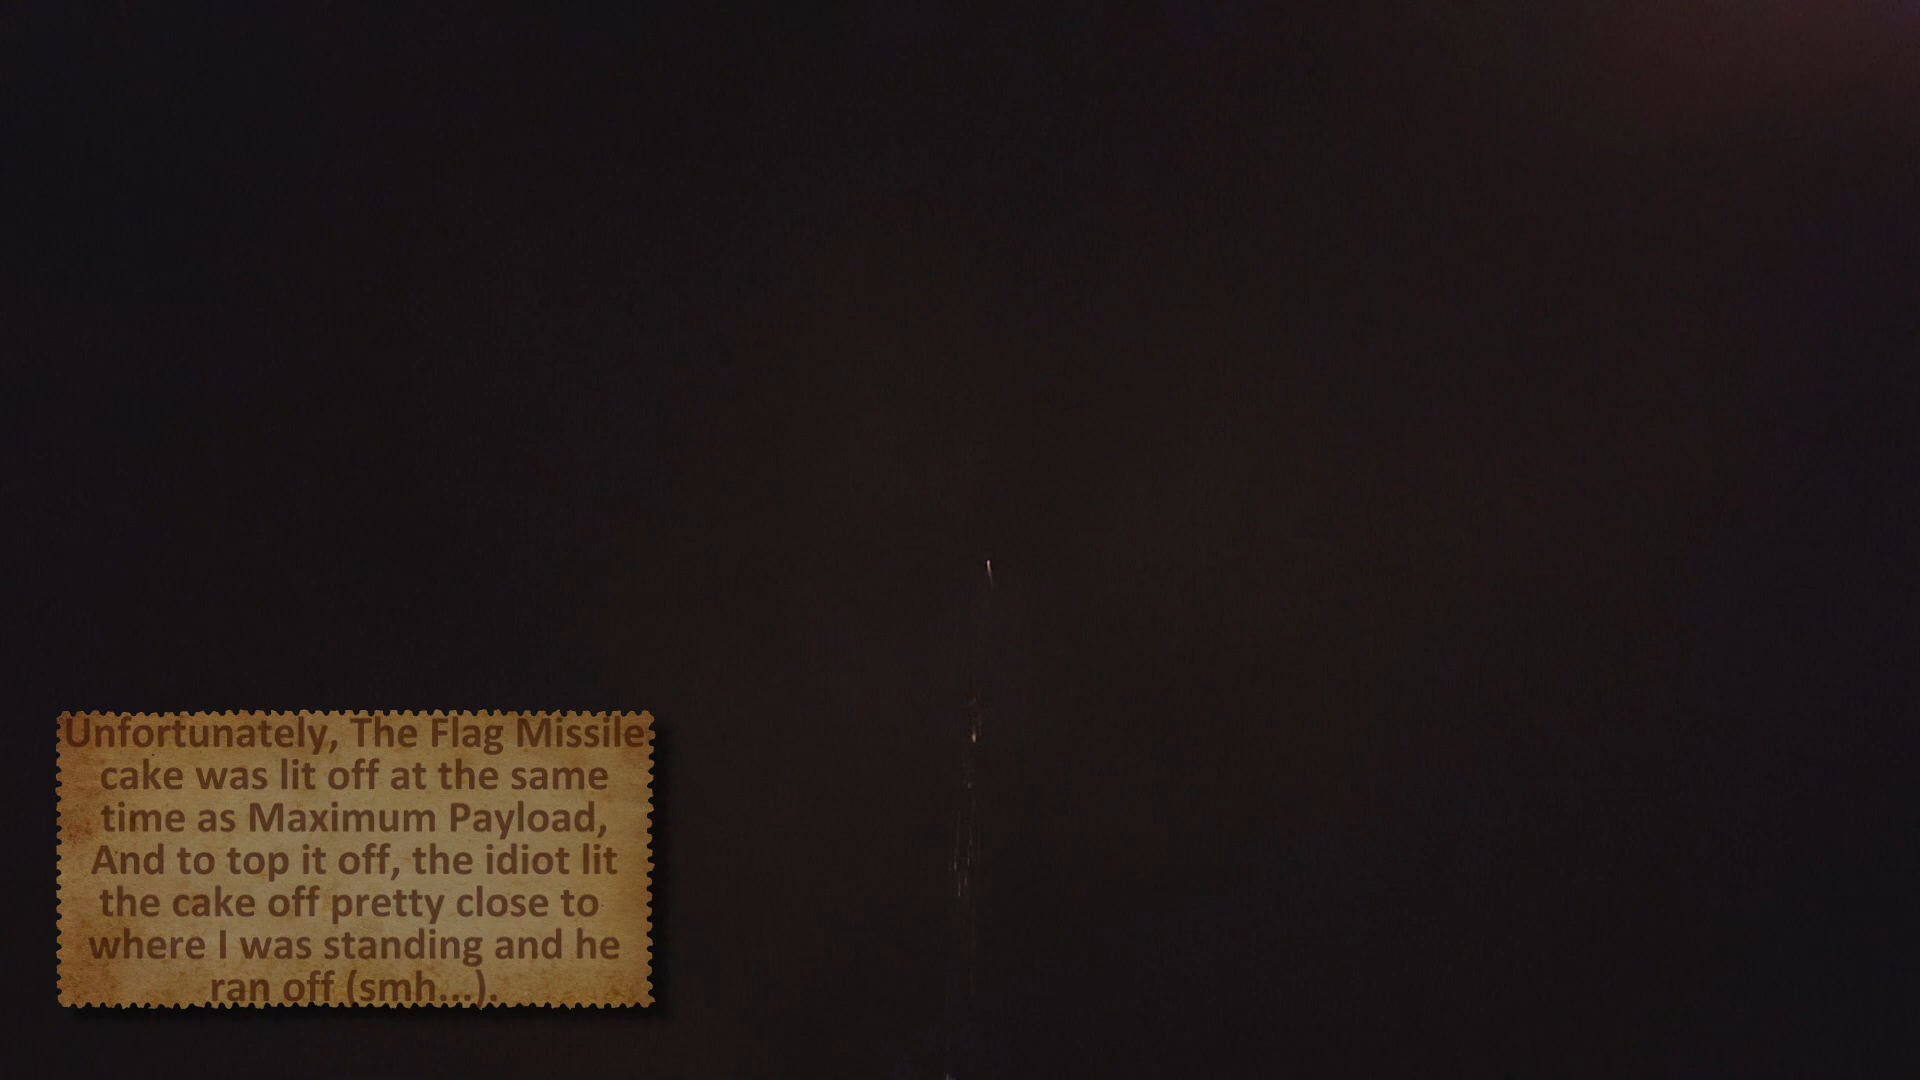 Unfortunately, The Flag Missile
cake was lit off at the same
time as Maximum Payload,
And to top it off, the idiot lit
the cake off pretty close to
where I was standing and he
ran off (smh...).